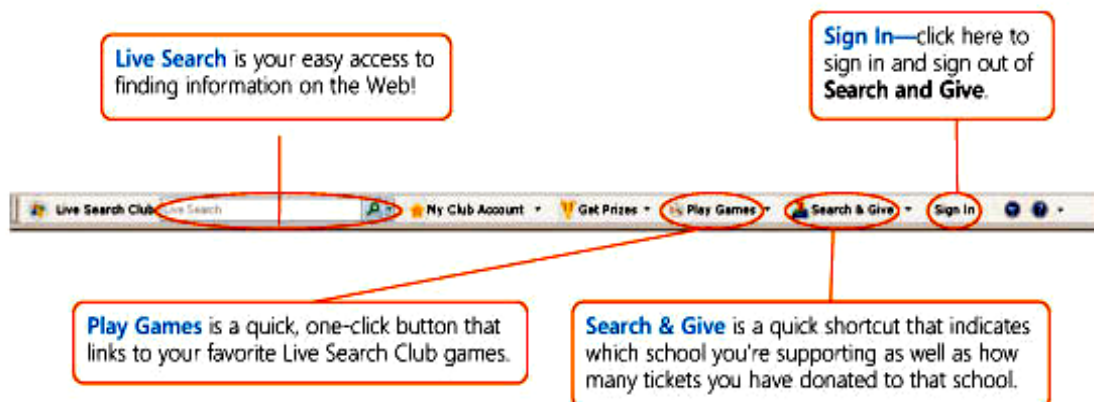 Live Search is your easy access to
finding information on the Web!
Sign In—click here to
sign in and sign out of
Search and Give.
Live Search Club Live Search My Club Account Get Prizes Play Games Search & Give Sign In
Play Games is a quick, one-click button that
links to your favorite Live Search Club games.
Search & Give is a quick shortcut that indicates
which school you're supporting as well as how
many tickets you have donated to that school.